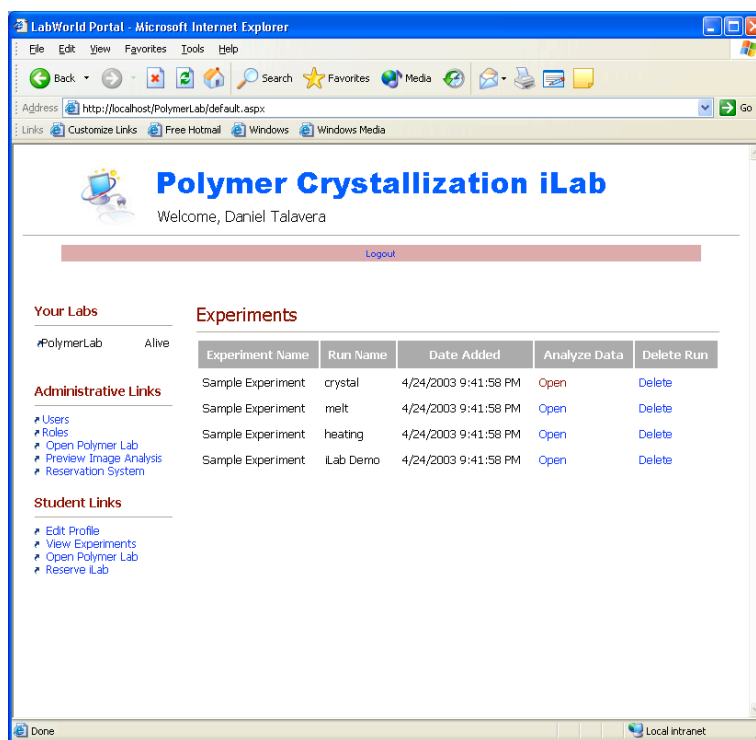 LabWorld Portal - Microsoft Internet Explorer
File Edit View Favorites Tools Help
Back Search Favorites Media
Address http://localhost/PolymerLab/default.aspx Go
Links Customize Links Free Hotmail Windows Windows Media
Polymer Crystallization iLab
Welcome, Daniel Talavera
Logout
Your Labs
PolymerLab Alive
Administrative Links
Users
Roles
Open Polymer Lab
Preview Image Analysis
Reservation System
Student Links
Edit Profile
View Experiments
Open Polymer Lab
Reserve iLab
Experiments
Experiment Name Run Name Date Added Analyze Data Delete Run
Sample Experiment crystal 4/24/2003 9:41:58 PM Open Delete
Sample Experiment melt 4/24/2003 9:41:58 PM Open Delete
Sample Experiment heating 4/24/2003 9:41:58 PM Open Delete
Sample Experiment iLab Demo 4/24/2003 9:41:58 PM Open Delete
Done Local intranet